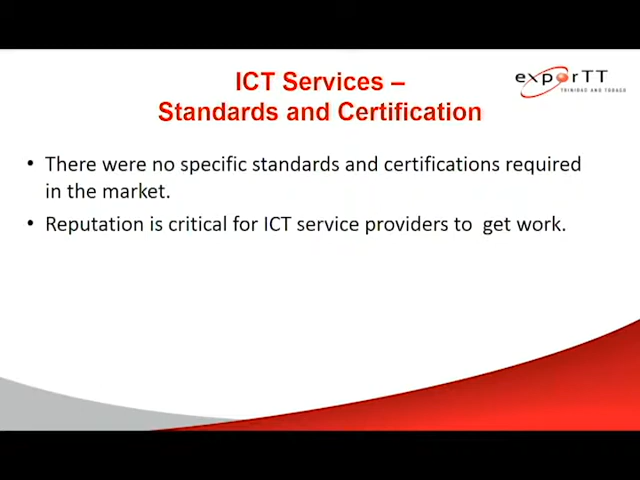 ICT Services –
Standards and Certification
exporTT
TRINIDAD AND TOBAGO
• There were no specific standards and certifications required
in the market.
• Reputation is critical for ICT service providers to  get work.